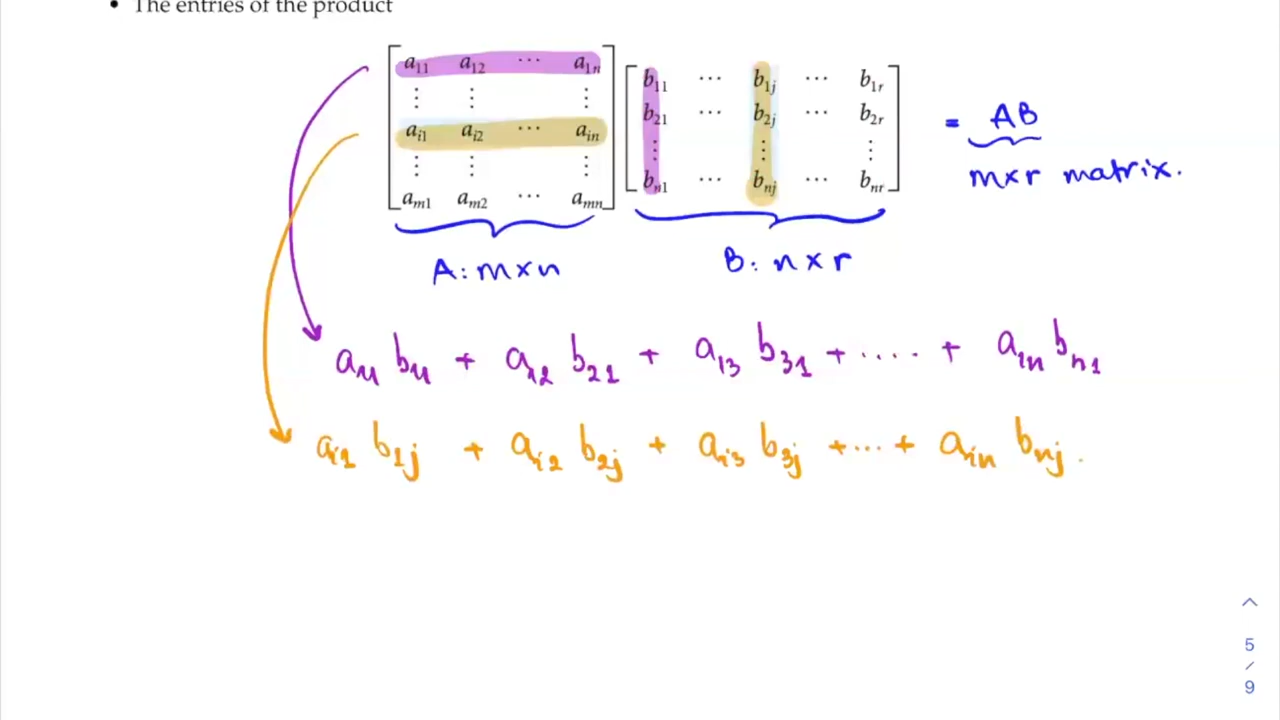 • The entries of the product
a11 a12 ⋯ a1n
⋮ ⋮ ⋮
ai1 ai2 ⋯ ain
⋮ ⋮ ⋮
am1 am2 ⋯ amn
b11 ⋯ b1j ⋯ b1r
b21 ⋯ b2j ⋯ b2r
⋮ ⋮ ⋮
bn1 ⋯ bnj ⋯ bnr
= AB
m×r matrix.
A: m×n
B: n×r
a11 b11 + a12 b21 + a13 b31 + .... + a1n bn1
ai1 b1j + ai2 b2j + ai3 b3j + ... + ain bnj.
5
/
9